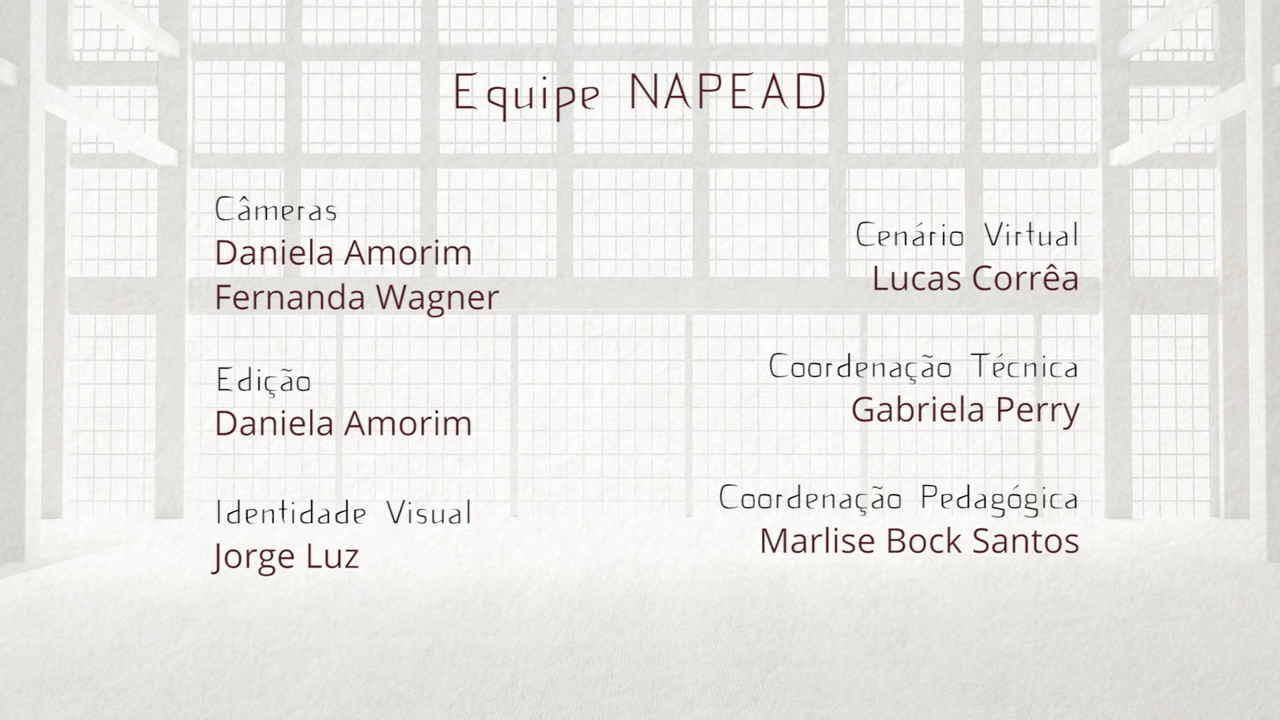 Equipe NAPEAD
Câmeras
Daniela Amorim
Fernanda Wagner
Edição
Daniela Amorim
Identidade Visual
Jorge Luz
Cenário Virtual
Lucas Corrêa
Coordenação Técnica
Gabriela Perry
Coordenação Pedagógica
Marlise Bock Santos